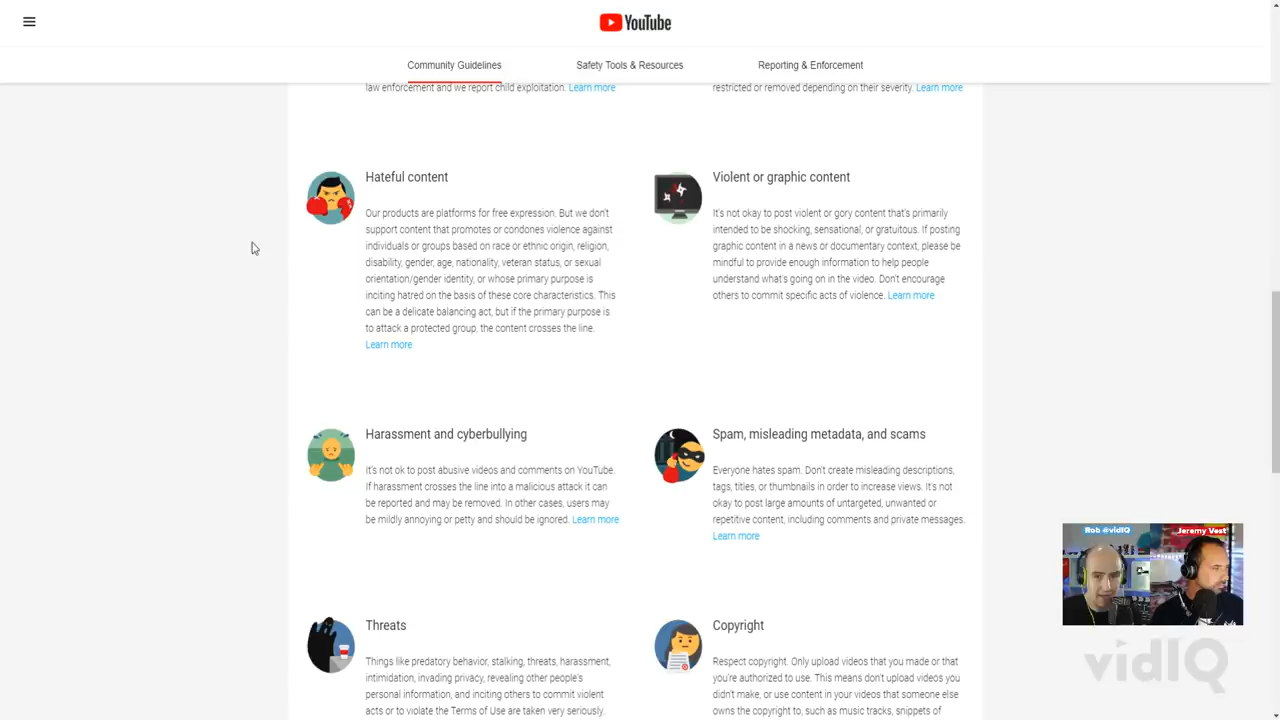 YouTube
Community Guidelines
Safety Tools & Resources
Reporting & Enforcement
law enforcement and we report child exploitation. Learn more
restricted or removed depending on their severity. Learn more
Hateful content
Our products are platforms for free expression. But we don't
support content that promotes or condones violence against
individuals or groups based on race or ethnic origin, religion,
disability, gender, age, nationality, veteran status, or sexual
orientation/gender identity, or whose primary purpose is
inciting hatred on the basis of these core characteristics. This
can be a delicate balancing act, but if the primary purpose is
to attack a protected group, the content crosses the line.
Learn more
Violent or graphic content
It's not okay to post violent or gory content that's primarily
intended to be shocking, sensational, or gratuitous. If posting
graphic content in a news or documentary context, please be
mindful to provide enough information to help people
understand what's going on in the video. Don't encourage
others to commit specific acts of violence. Learn more
Harassment and cyberbullying
It's not ok to post abusive videos and comments on YouTube.
If harassment crosses the line into a malicious attack it can
be reported and may be removed. In other cases, users may
be mildly annoying or petty and should be ignored. Learn more
Spam, misleading metadata, and scams
Everyone hates spam. Don't create misleading descriptions,
tags, titles, or thumbnails in order to increase views. It's not
okay to post large amounts of untargeted, unwanted or
repetitive content, including comments and private messages.
Learn more
Threats
Things like predatory behavior, stalking, threats, harassment,
intimidation, invading privacy, revealing other people's
personal information, and inciting others to commit violent
acts or to violate the Terms of Use are taken very seriously.
Copyright
Respect copyright. Only upload videos that you made or that
you're authorized to use. This means don't upload videos you
didn't make, or use content in your videos that someone else
owns the copyright to, such as music tracks, snippets of
Rob @vidIQ
Jeremy Vest
vidIQ